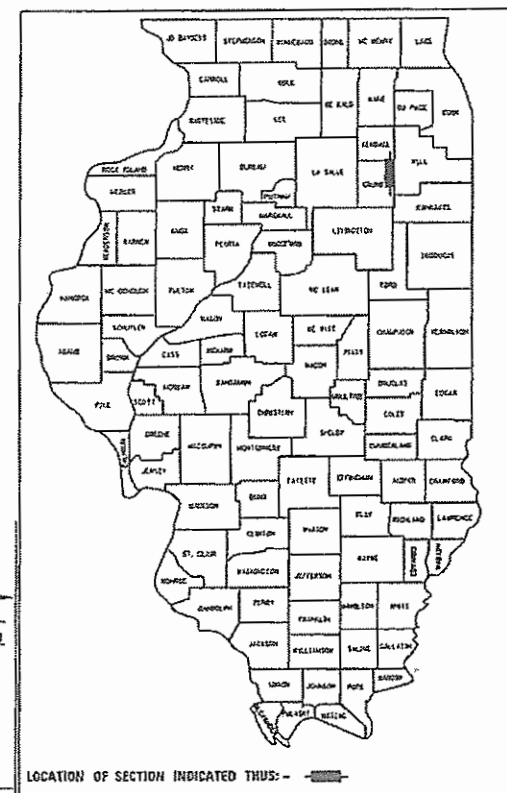 JO DAVIESS STEPHENSON WINNEBAGO BOONE MC HENRY LAKE
CARROLL OGLE
DE KALB KANE DU PAGE COOK
WHITESIDE LEE
KENDALL WILL
ROCK ISLAND HENRY BUREAU LA SALLE GRUNDY
MERCER PUTNAM KANKAKEE
STARK MARSHALL
HENDERSON WARREN KNOX PEORIA WOODFORD LIVINGSTON
IROQUOIS
HANCOCK MC DONOUGH FULTON TAZEWELL MC LEAN FORD
MASON
SCHUYLER LOGAN DE WITT CHAMPAIGN VERMILION
ADAMS BROWN CASS MENARD MACON PIATT
PIKE SCOTT MORGAN SANGAMON CHRISTIAN MOULTRIE DOUGLAS EDGAR
COLES
SHELBY
GREENE MACOUPIN MONTGOMERY CUMBERLAND CLARK
CALHOUN JERSEY
FAYETTE EFFINGHAM JASPER CRAWFORD
MADISON BOND
CLAY RICHLAND LAWRENCE
CLINTON MARION
ST. CLAIR WAYNE EDWARDS WABASH
MONROE WASHINGTON JEFFERSON
RANDOLPH PERRY HAMILTON WHITE
FRANKLIN
JACKSON WILLIAMSON SALINE GALLATIN
UNION JOHNSON POPE HARDIN
ALEXANDER PULASKI MASSAC
LOCATION OF SECTION INDICATED THUS: -